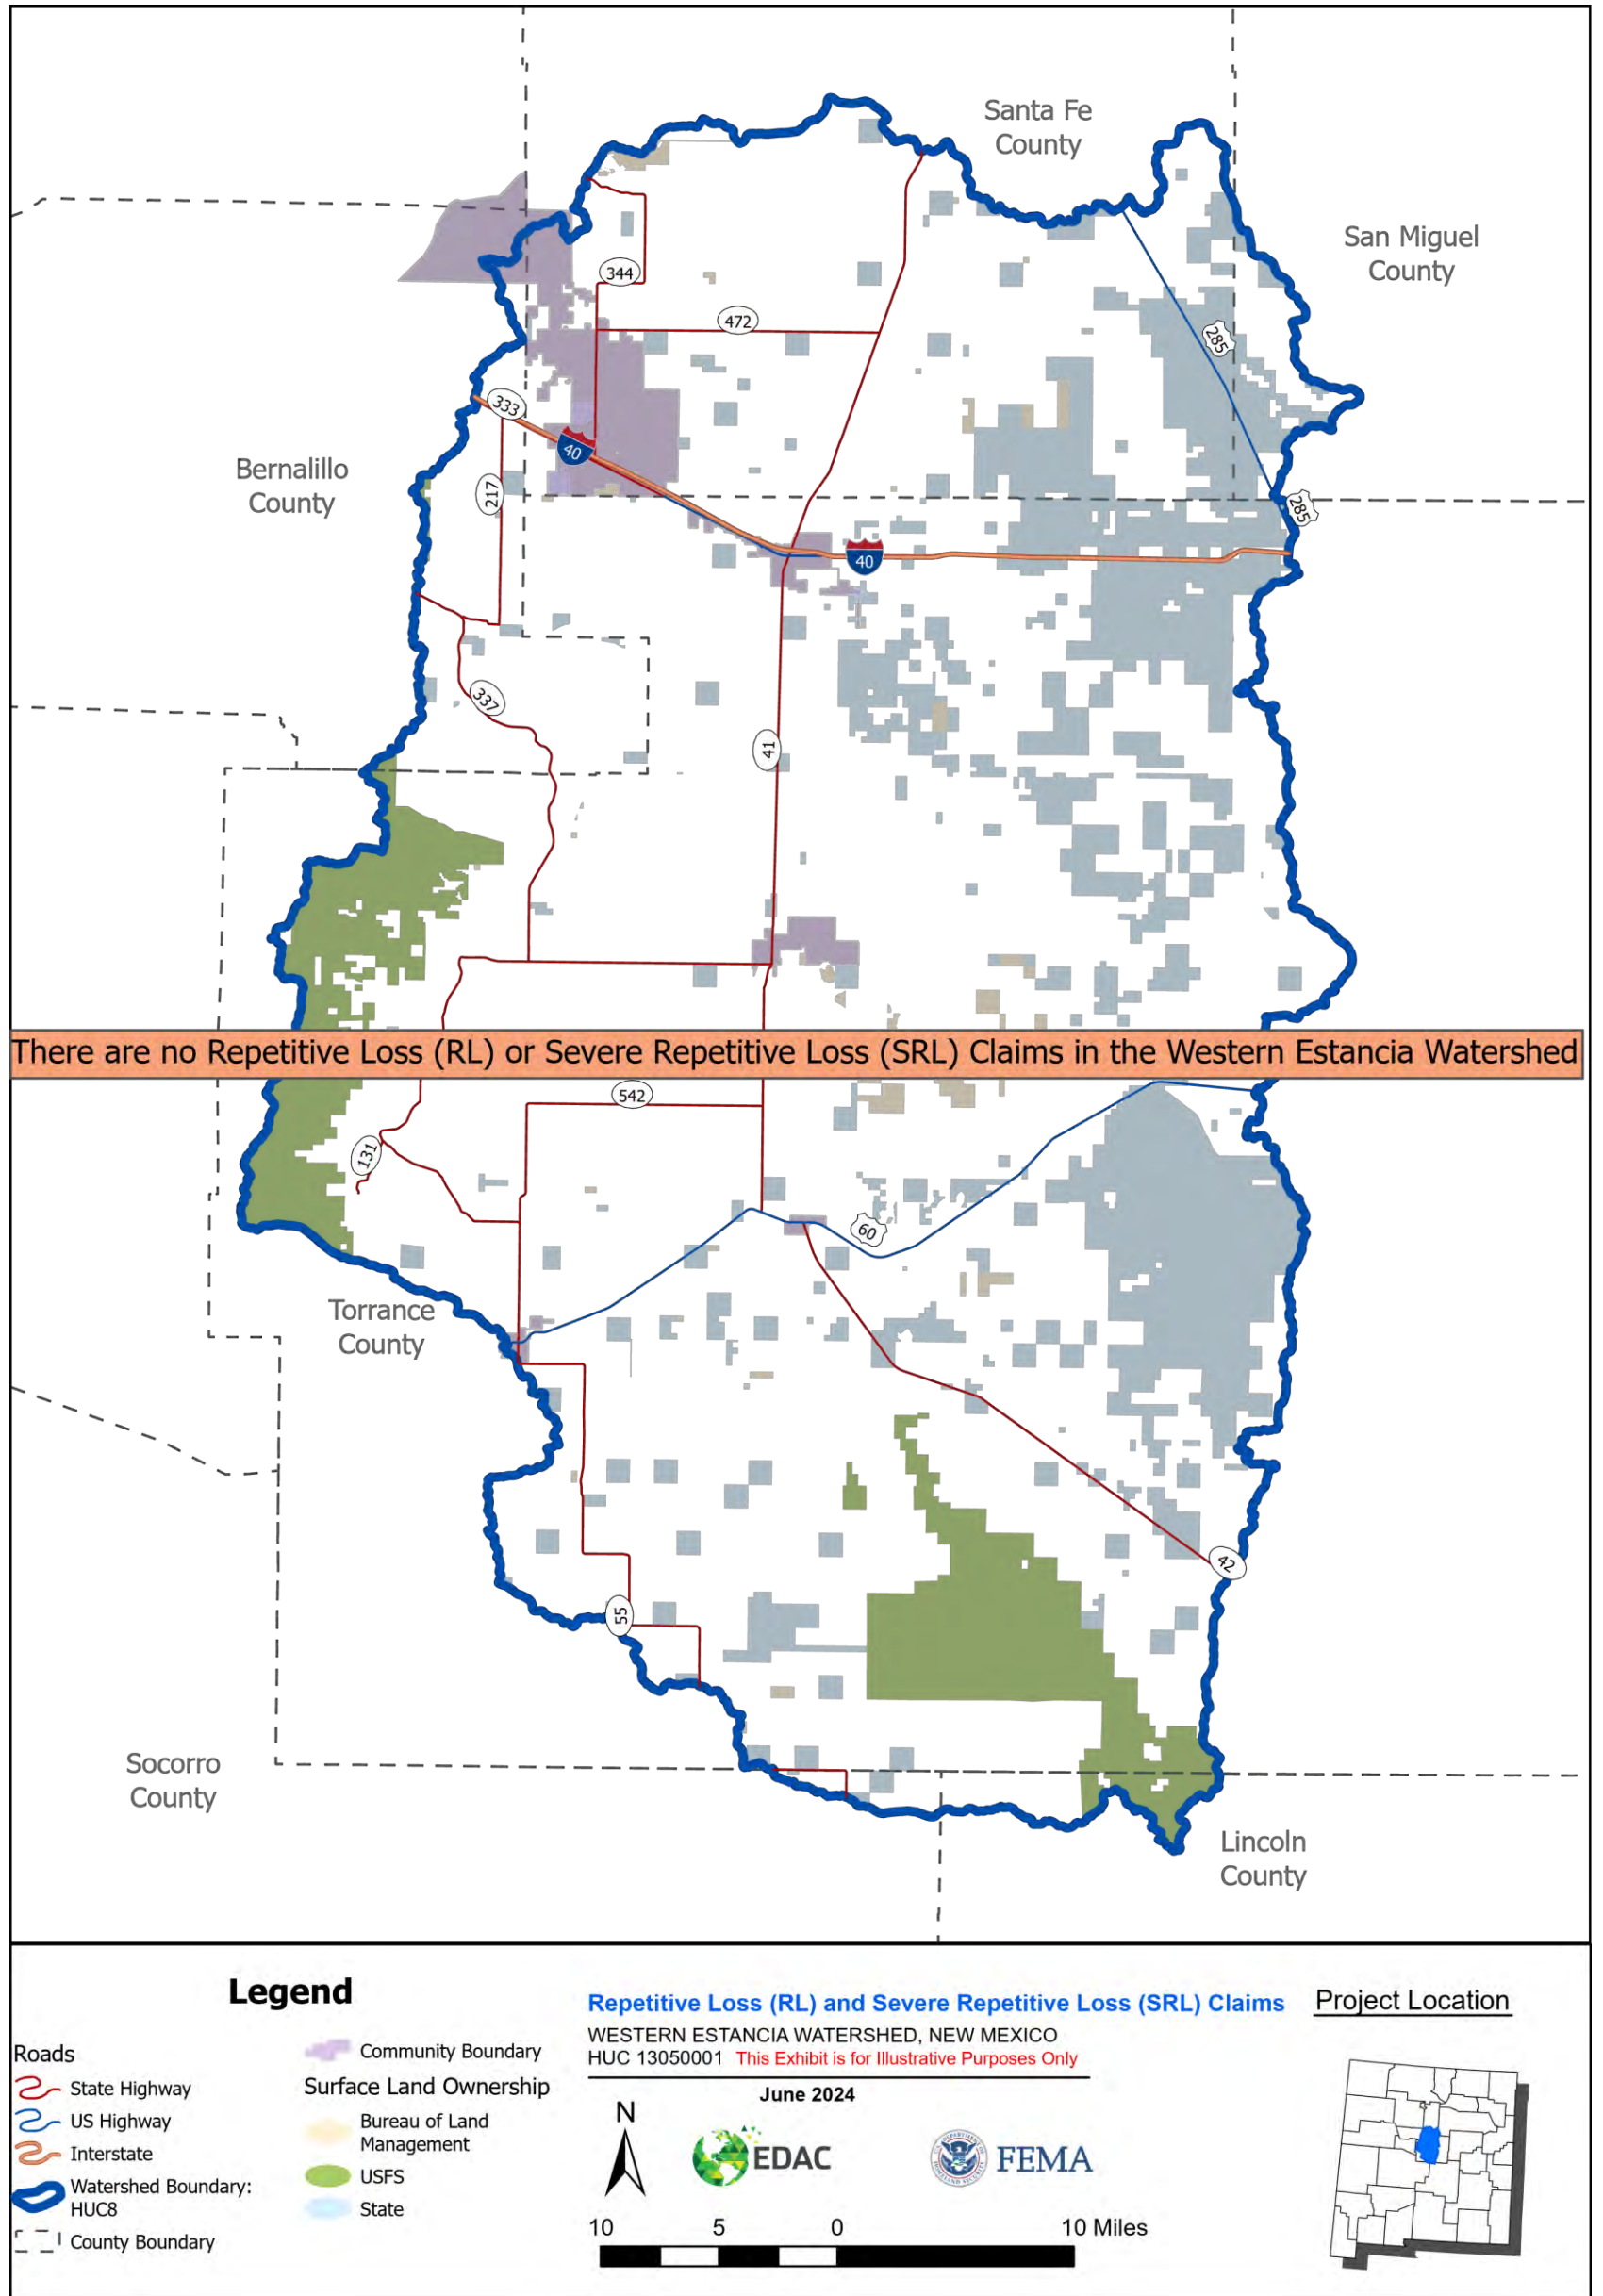 Santa Fe
County
San Miguel
County
344
472
285
333
40
Bernalillo
County
217
285
40
337
41
There are no Repetitive Loss (RL) or Severe Repetitive Loss (SRL) Claims in the Western Estancia Watershed
542
131
60
Torrance
County
42
55
Socorro
County
Lincoln
County
Legend
Roads
State Highway
US Highway
Interstate
Watershed Boundary:
HUC8
County Boundary
Community Boundary
Surface Land Ownership
Bureau of Land
Management
USFS
State
Repetitive Loss (RL) and Severe Repetitive Loss (SRL) Claims
WESTERN ESTANCIA WATERSHED, NEW MEXICO
HUC 13050001 This Exhibit is for Illustrative Purposes Only
June 2024
N
EDAC
FEMA
10 5 0 10 Miles
Project Location